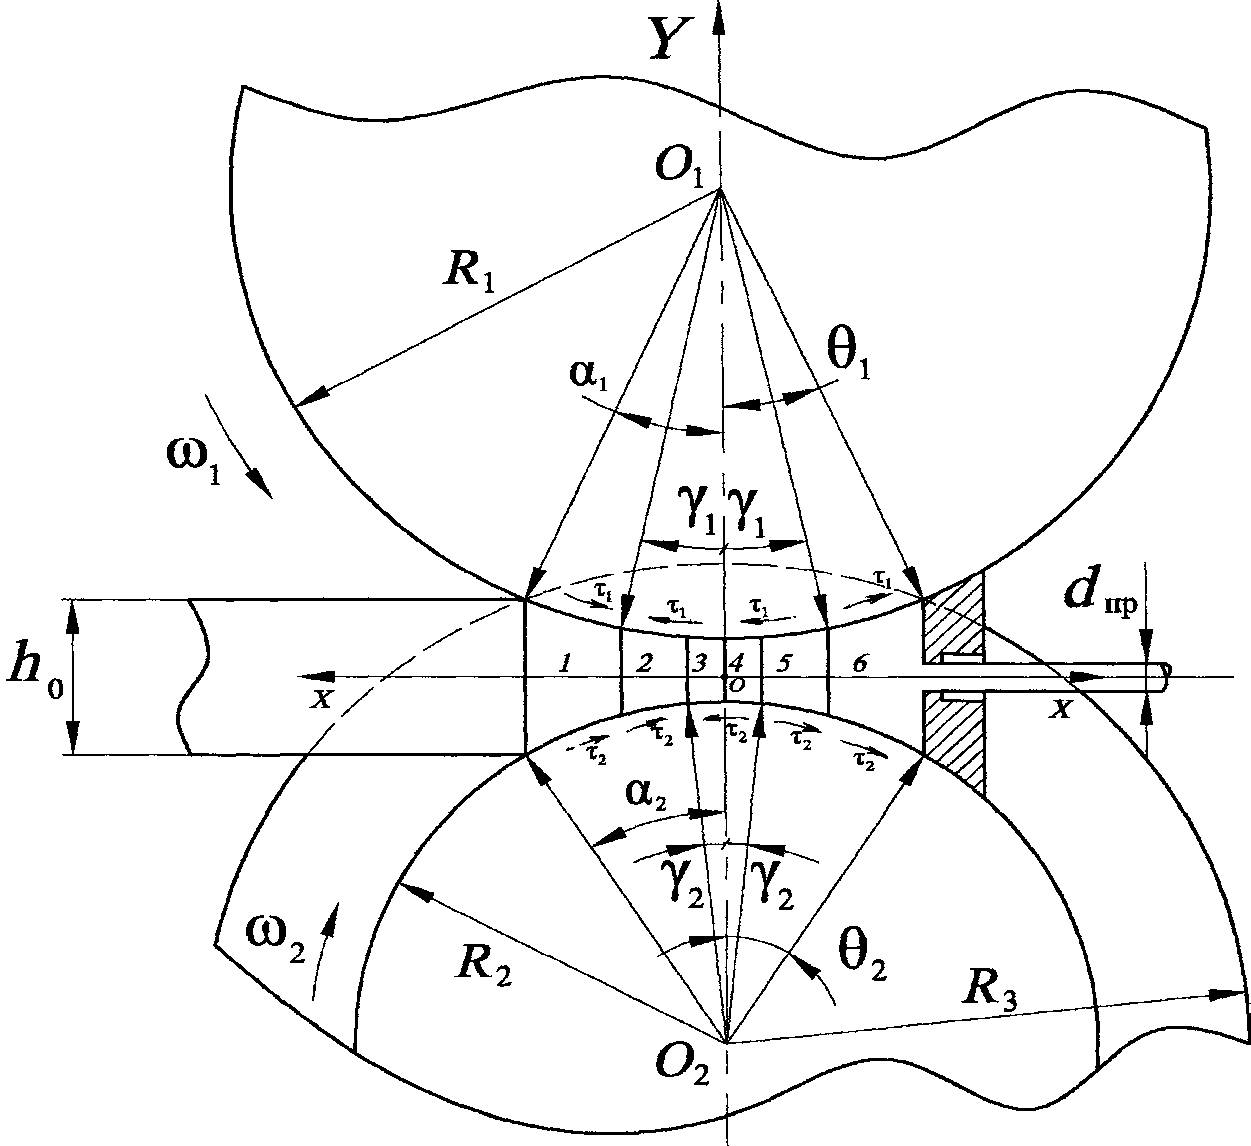 Y
O₁
R₁
α₁
θ₁
ω₁
γ₁ γ₁
τ₁ τ₁ τ₁ τ₁
dпр
h₀
1 2 3 4 5 6
O
x
x
τ₂ τ₂ τ₂ τ₂ τ₂
α₂
γ₂ γ₂
ω₂
R₂
θ₂
R₃
O₂